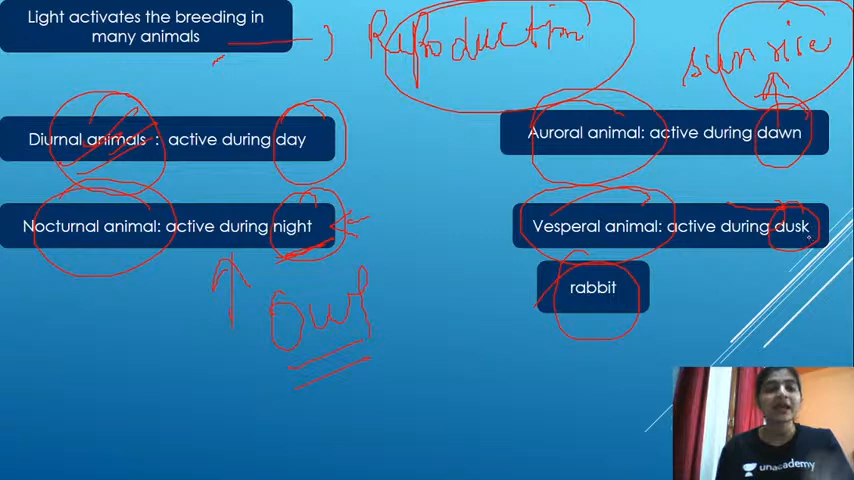 Light activates the breeding in
many animals
Reproduction
sunrise
Diurnal animals : active during day
Auroral animal: active during dawn
Nocturnal animal: active during night
Vesperal animal: active during dusk
rabbit
owl
unacademy